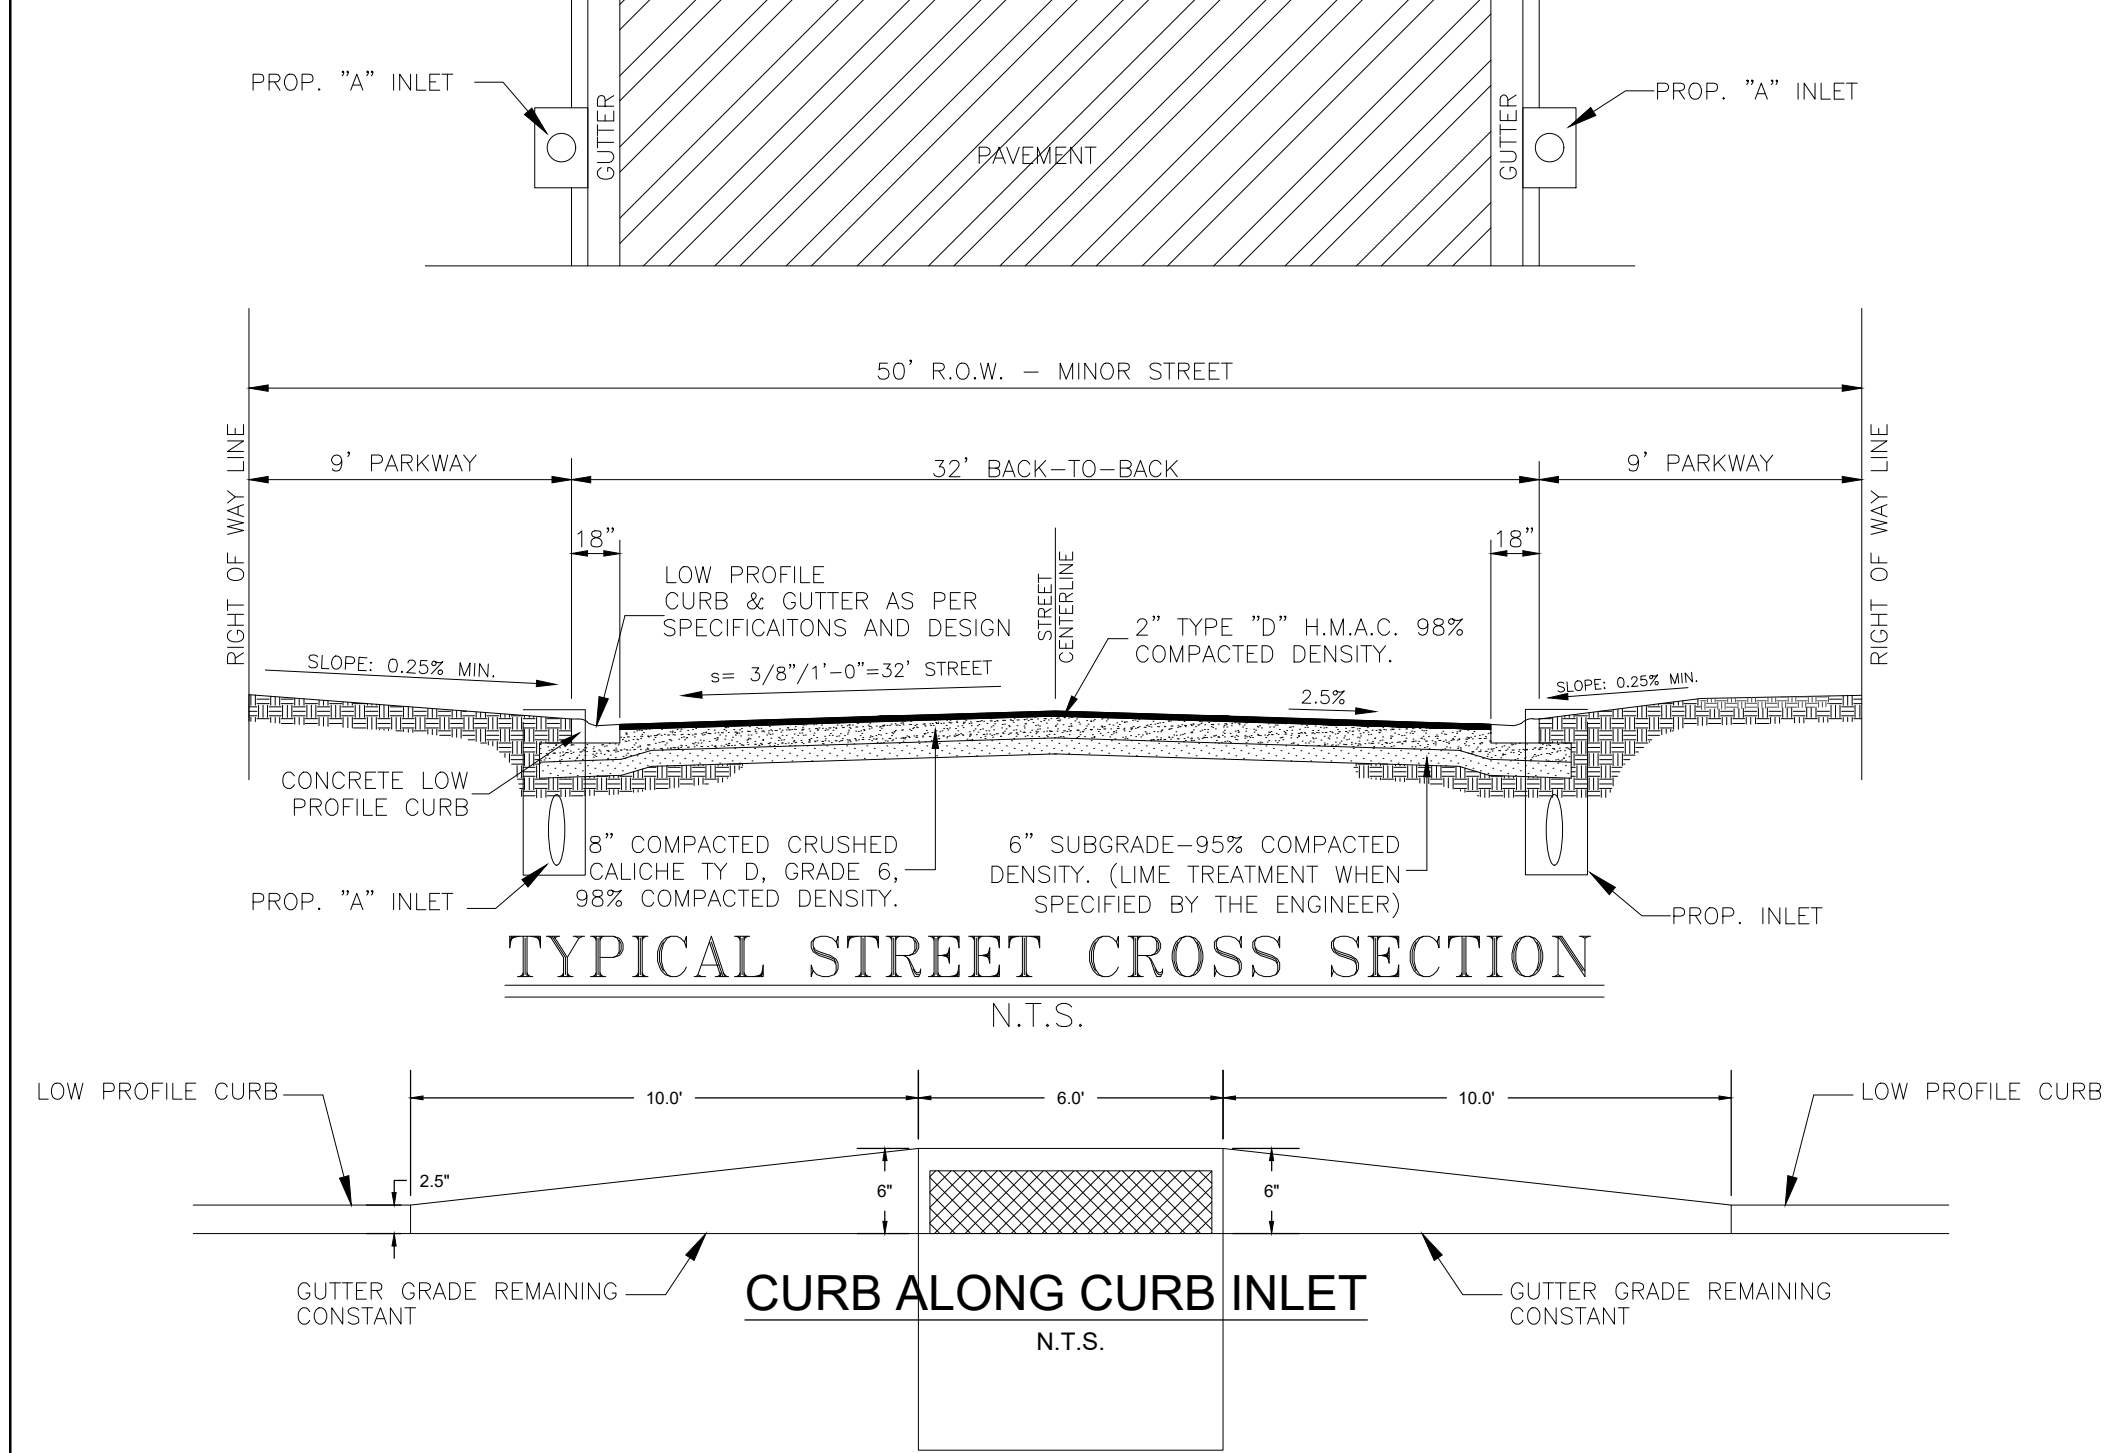 PROP. "A" INLET
GUTTER
PAVEMENT
GUTTER
PROP. "A" INLET
50' R.O.W. – MINOR STREET
RIGHT OF WAY LINE
9' PARKWAY
32' BACK-TO-BACK
9' PARKWAY
RIGHT OF WAY LINE
18"
18"
LOW PROFILE
CURB & GUTTER AS PER
SPECIFICAITONS AND DESIGN
STREET
CENTERLINE
2" TYPE "D" H.M.A.C. 98%
COMPACTED DENSITY.
SLOPE: 0.25% MIN.
s= 3/8"/1'-0"=32' STREET
2.5%
SLOPE: 0.25% MIN.
CONCRETE LOW
PROFILE CURB
8" COMPACTED CRUSHED
CALICHE TY D, GRADE 6,
98% COMPACTED DENSITY.
6" SUBGRADE-95% COMPACTED
DENSITY. (LIME TREATMENT WHEN
SPECIFIED BY THE ENGINEER)
PROP. "A" INLET
PROP. INLET
TYPICAL STREET CROSS SECTION
N.T.S.
LOW PROFILE CURB
10.0'
6.0'
10.0'
LOW PROFILE CURB
2.5"
6"
6"
GUTTER GRADE REMAINING
CONSTANT
GUTTER GRADE REMAINING
CONSTANT
CURB ALONG CURB INLET
N.T.S.